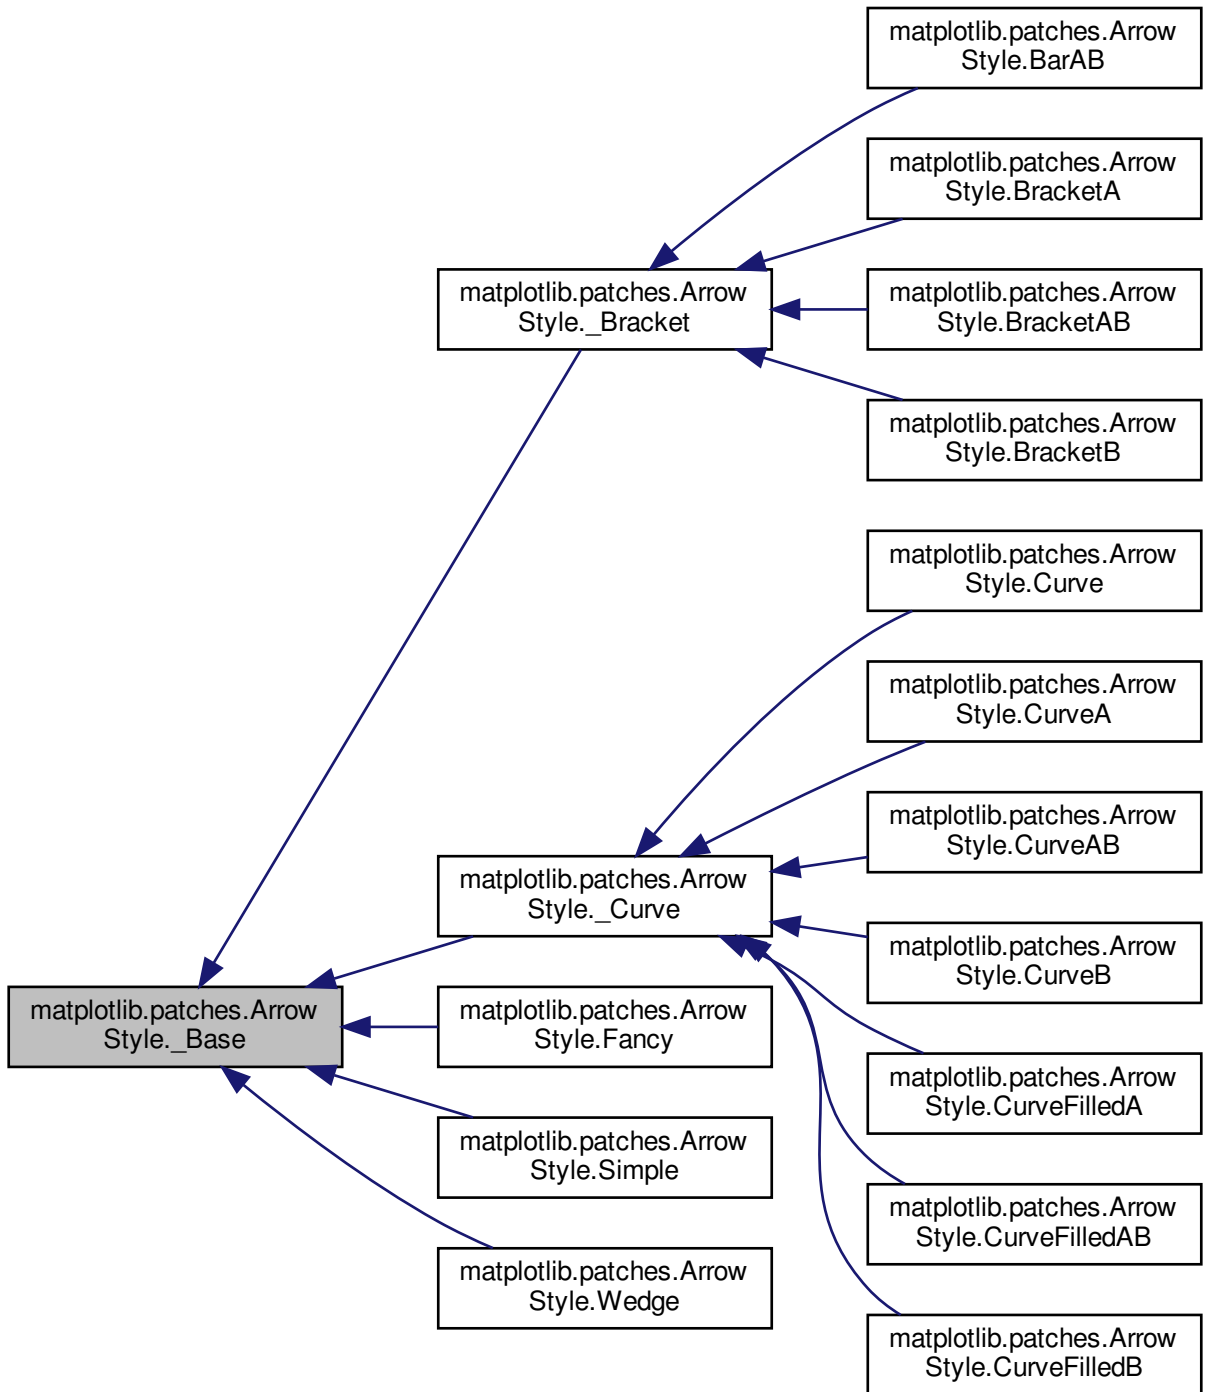 matplotlib.patches.Arrow
Style.BarAB
matplotlib.patches.Arrow
Style.BracketA
matplotlib.patches.Arrow
Style._Bracket
matplotlib.patches.Arrow
Style.BracketAB
matplotlib.patches.Arrow
Style.BracketB
matplotlib.patches.Arrow
Style.Curve
matplotlib.patches.Arrow
Style.CurveA
matplotlib.patches.Arrow
Style.CurveAB
matplotlib.patches.Arrow
Style._Curve
matplotlib.patches.Arrow
Style.CurveB
matplotlib.patches.Arrow
Style._Base
matplotlib.patches.Arrow
Style.Fancy
matplotlib.patches.Arrow
Style.CurveFilledA
matplotlib.patches.Arrow
Style.Simple
matplotlib.patches.Arrow
Style.CurveFilledAB
matplotlib.patches.Arrow
Style.Wedge
matplotlib.patches.Arrow
Style.CurveFilledB